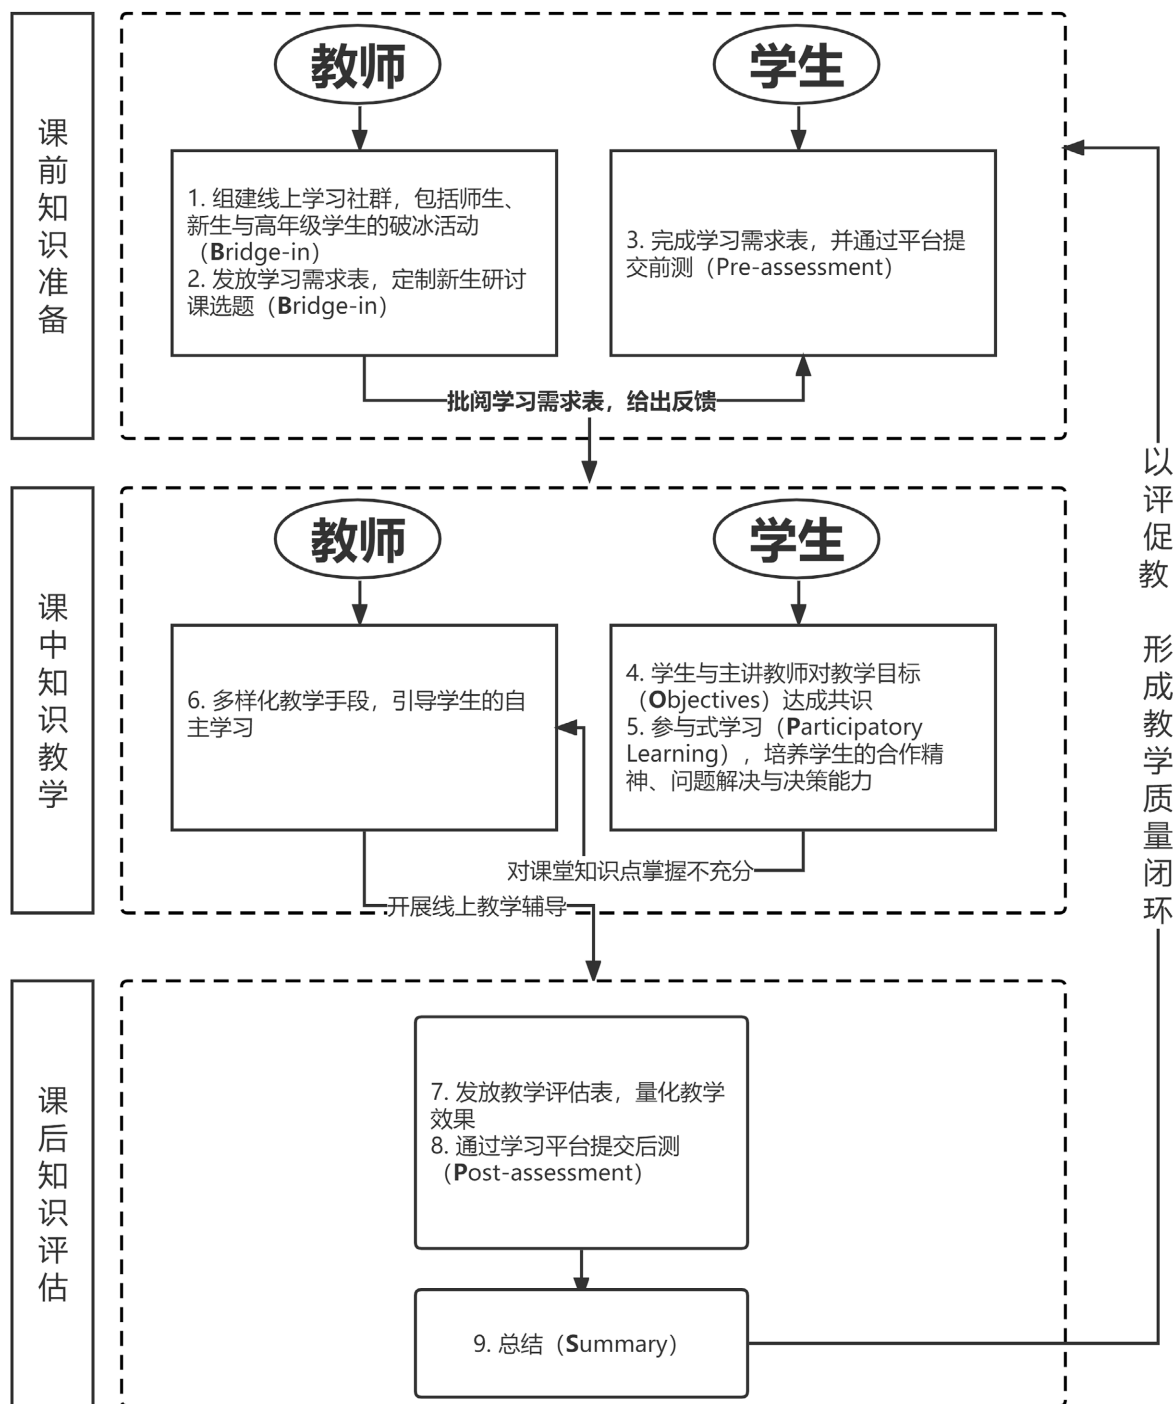 课前知识准备
教师
学生
1. 组建线上学习社群，包括师生、
新生与高年级学生的破冰活动
（Bridge-in）
2. 发放学习需求表，定制新生研讨
课选题（Bridge-in）
3. 完成学习需求表，并通过平台提
交前测（Pre-assessment）
批阅学习需求表，给出反馈
课中知识教学
教师
学生
6. 多样化教学手段，引导学生的自
主学习
4. 学生与主讲教师对教学目标
（Objectives）达成共识
5. 参与式学习（Participatory
Learning），培养学生的合作精
神、问题解决与决策能力
对课堂知识点掌握不充分
开展线上教学辅导
课后知识评估
7. 发放教学评估表，量化教学
效果
8. 通过学习平台提交后测
（Post-assessment）
9. 总结（Summary）
以评促教 形成教学质量闭环